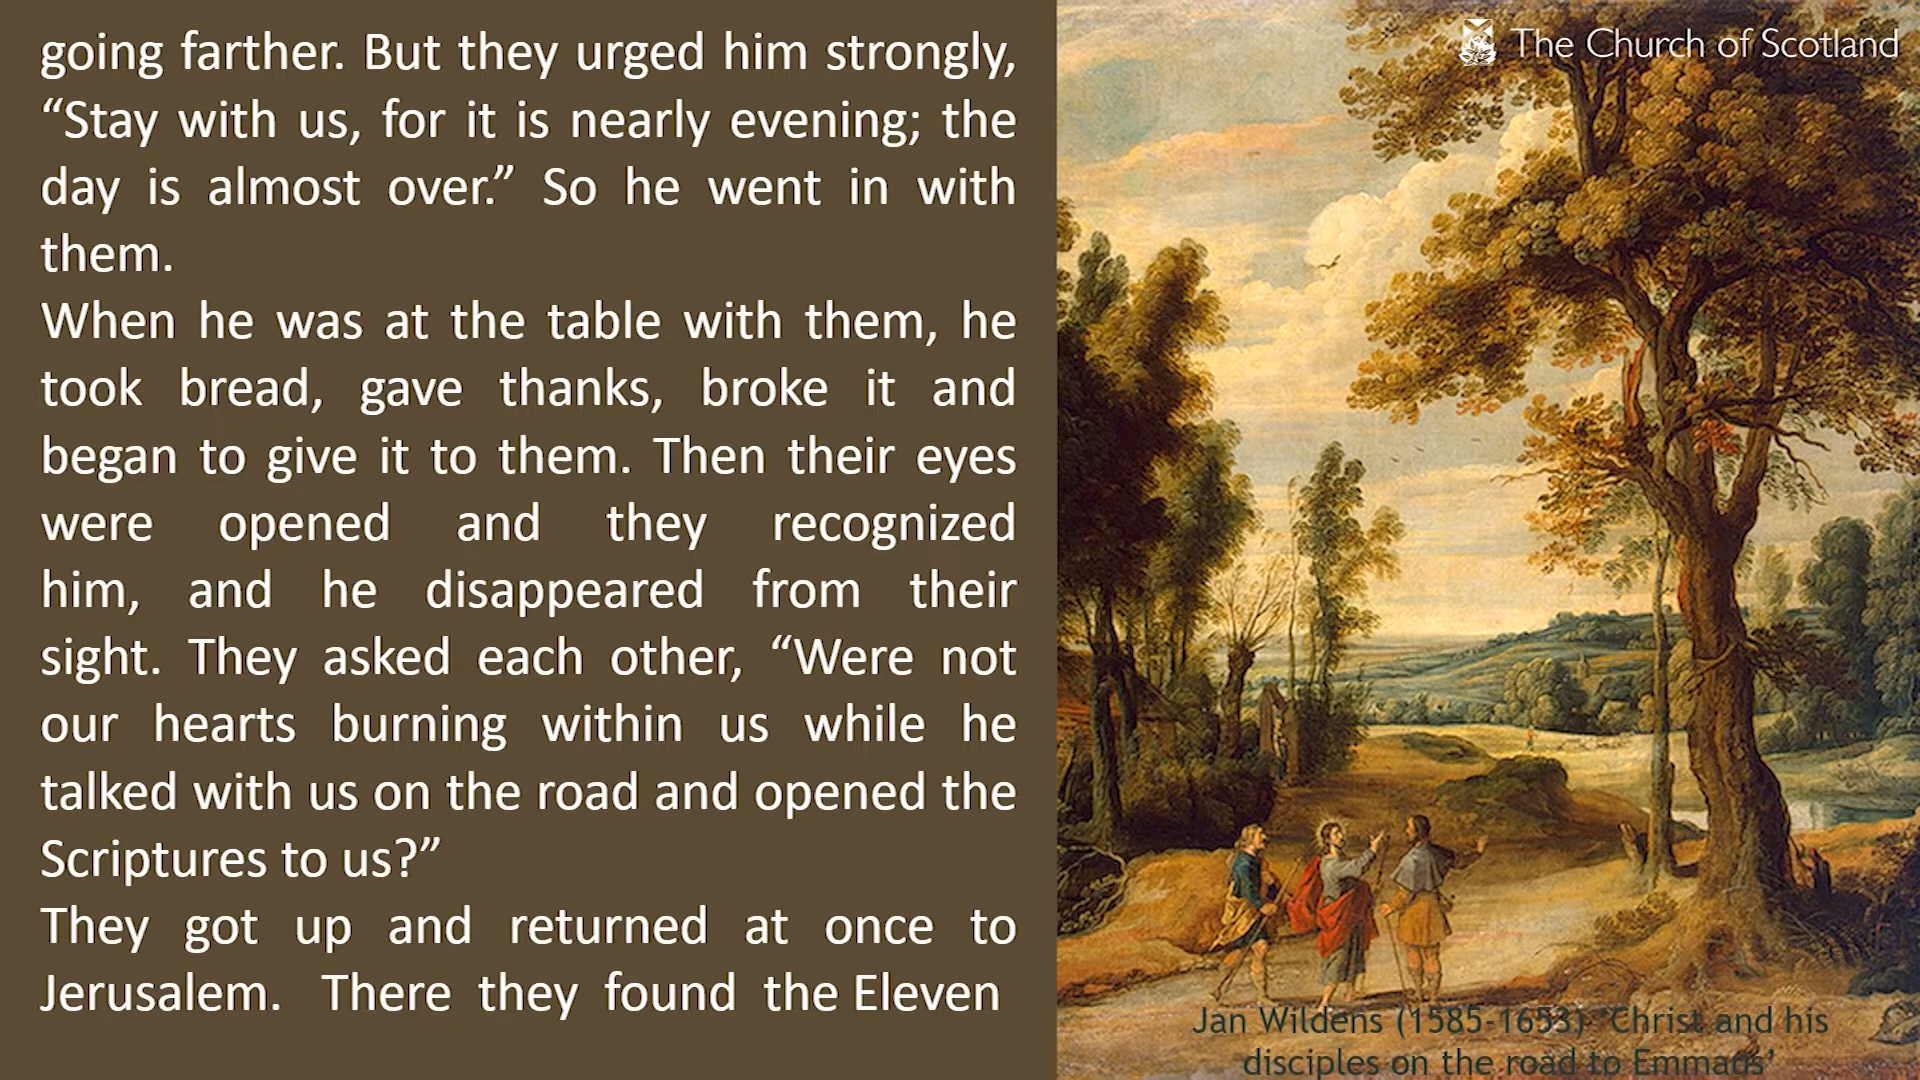 going farther. But they urged him strongly,
“Stay with us, for it is nearly evening; the
day is almost over.” So he went in with
them.
When he was at the table with them, he
took bread, gave thanks, broke it and
began to give it to them. Then their eyes
were opened and they recognized
him, and he disappeared from their
sight. They asked each other, “Were not
our hearts burning within us while he
talked with us on the road and opened the
Scriptures to us?”
They got up and returned at once to
Jerusalem. There they found the Eleven
The Church of Scotland
Jan Wildens (1585-1653) ‘Christ and his
disciples on the road to Emmaus’